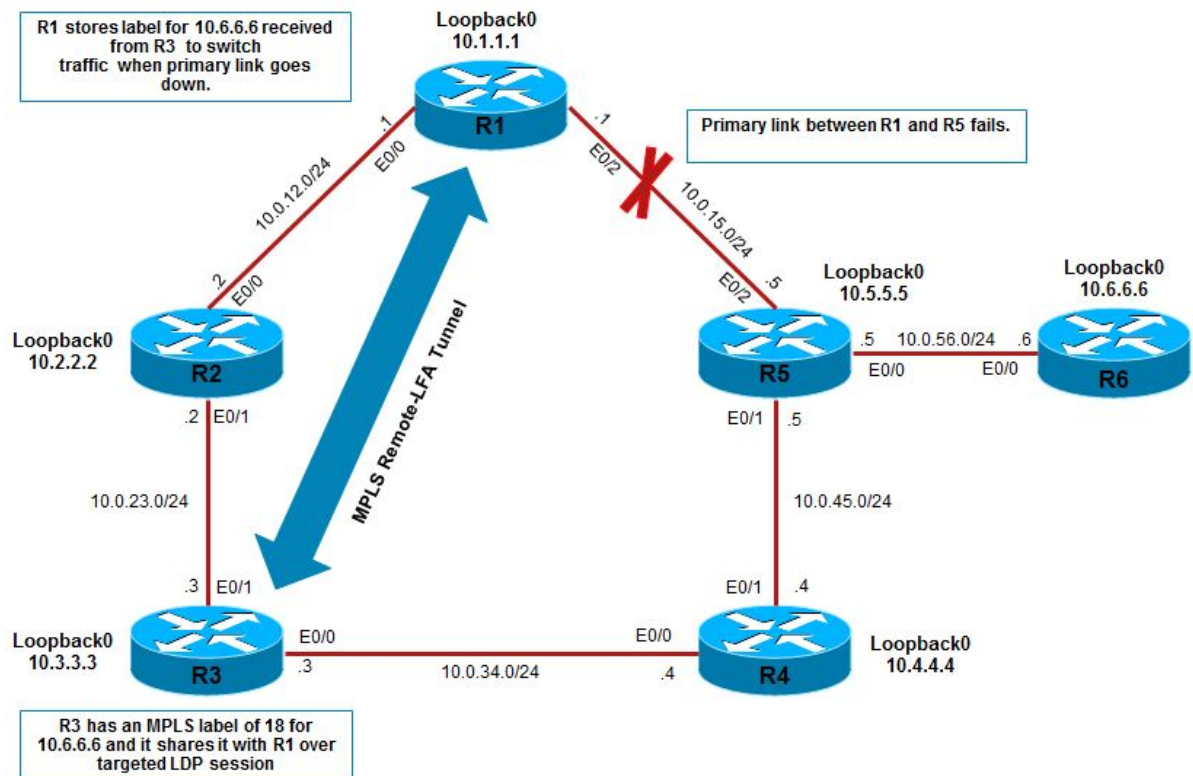 R1 stores label for 10.6.6.6 received
from R3 to switch
traffic when primary link goes
down.
Loopback0
10.1.1.1
R1
.1
E0/0
.1
E0/2
Primary link between R1 and R5 fails.
10.0.12.0/24
10.0.15.0/24
.2
E0/0
.5
E0/2
Loopback0
10.5.5.5
Loopback0
10.6.6.6
Loopback0
10.2.2.2
R2
R5
.5
10.0.56.0/24
.6
E0/0
E0/0
R6
.2
E0/1
E0/1
.5
MPLS Remote-LFA Tunnel
10.0.23.0/24
10.0.45.0/24
.3
E0/1
E0/1
.4
Loopback0
10.3.3.3
R3
E0/0
.3
10.0.34.0/24
E0/0
.4
R4
Loopback0
10.4.4.4
R3 has an MPLS label of 18 for
10.6.6.6 and it shares it with R1 over
targeted LDP session